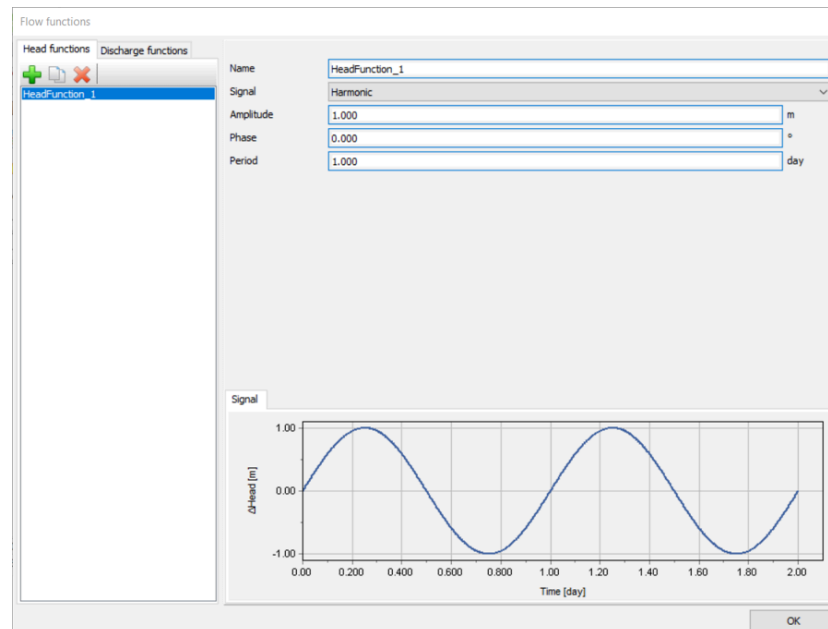 Flow functions
Head functions Discharge functions
HeadFunction_1
Name HeadFunction_1
Signal Harmonic
Amplitude 1.000 m
Phase 0.000 °
Period 1.000 day
Signal
1.00
0.00
-1.00
ΔHead [m]
0.00 0.200 0.400 0.600 0.800 1.00 1.20 1.40 1.60 1.80 2.00
Time [day]
OK